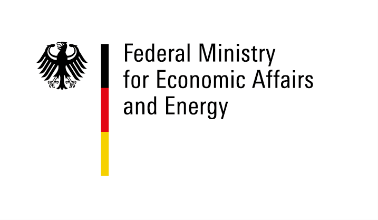 Federal Ministry
for Economic Affairs
and Energy